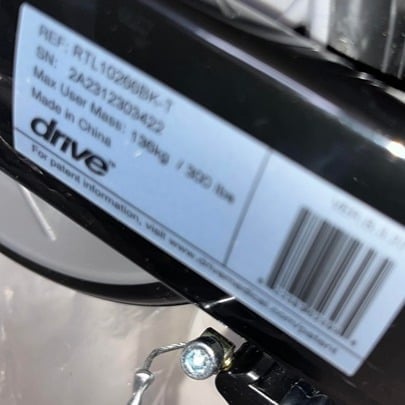 REF: RTL10266BK-T
SN: 2A2312303422
Max User Mass: 136kg / 300 lbs
Made in China
drive™
For patent information, visit www.drivemedical.com/patent